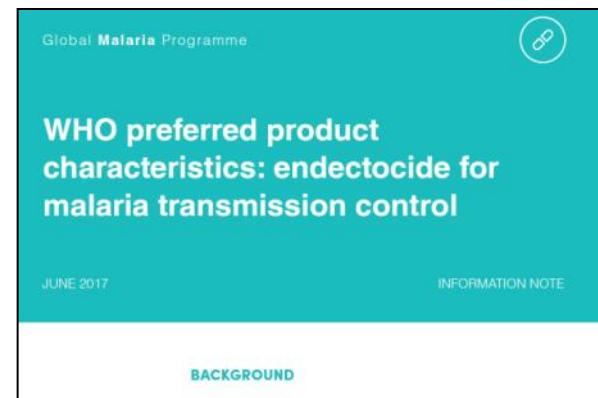 Global Malaria Programme
WHO preferred product
characteristics: endectocide for
malaria transmission control
JUNE 2017
INFORMATION NOTE
BACKGROUND